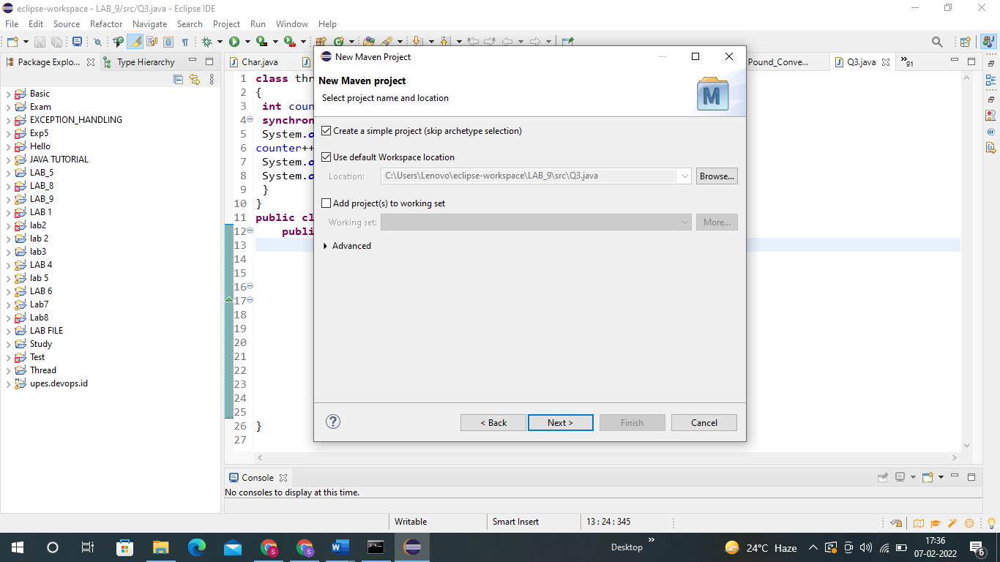 eclipse-workspace - LAB_9/src/Q3.java - Eclipse IDE
File Edit Source Refactor Navigate Search Project Run Window Help
Package Explo... Type Hierarchy
Char.java
Pound_Conve...
Q3.java
91
Basic
Exam
EXCEPTION_HANDLING
Exp5
Hello
JAVA TUTORIAL
LAB_5
LAB_8
LAB_9
LAB 1
lab2
lab 2
lab3
LAB 4
lab 5
LAB 6
Lab7
Lab8
LAB FILE
Study
Test
Thread
upes.devops.id
1 class thr
2 {
3 int coun
4 synchron
5 System.o
6 counter++
7 System.o
8 System.o
9 }
10 }
11 public cl
12 publi
13
14
15
16
17
18
19
20
21
22
23
24
25
26 }
27
New Maven Project
New Maven project
Select project name and location
M
Create a simple project (skip archetype selection)
Use default Workspace location
Location: C:\Users\Lenovo\eclipse-workspace\LAB_9\src\Q3.java Browse...
Add project(s) to working set
Working set: More...
Advanced
? < Back Next > Finish Cancel
Console
No consoles to display at this time.
Writable Smart Insert 13 : 24 : 345
Desktop
24°C Haze
17:36
07-02-2022
6